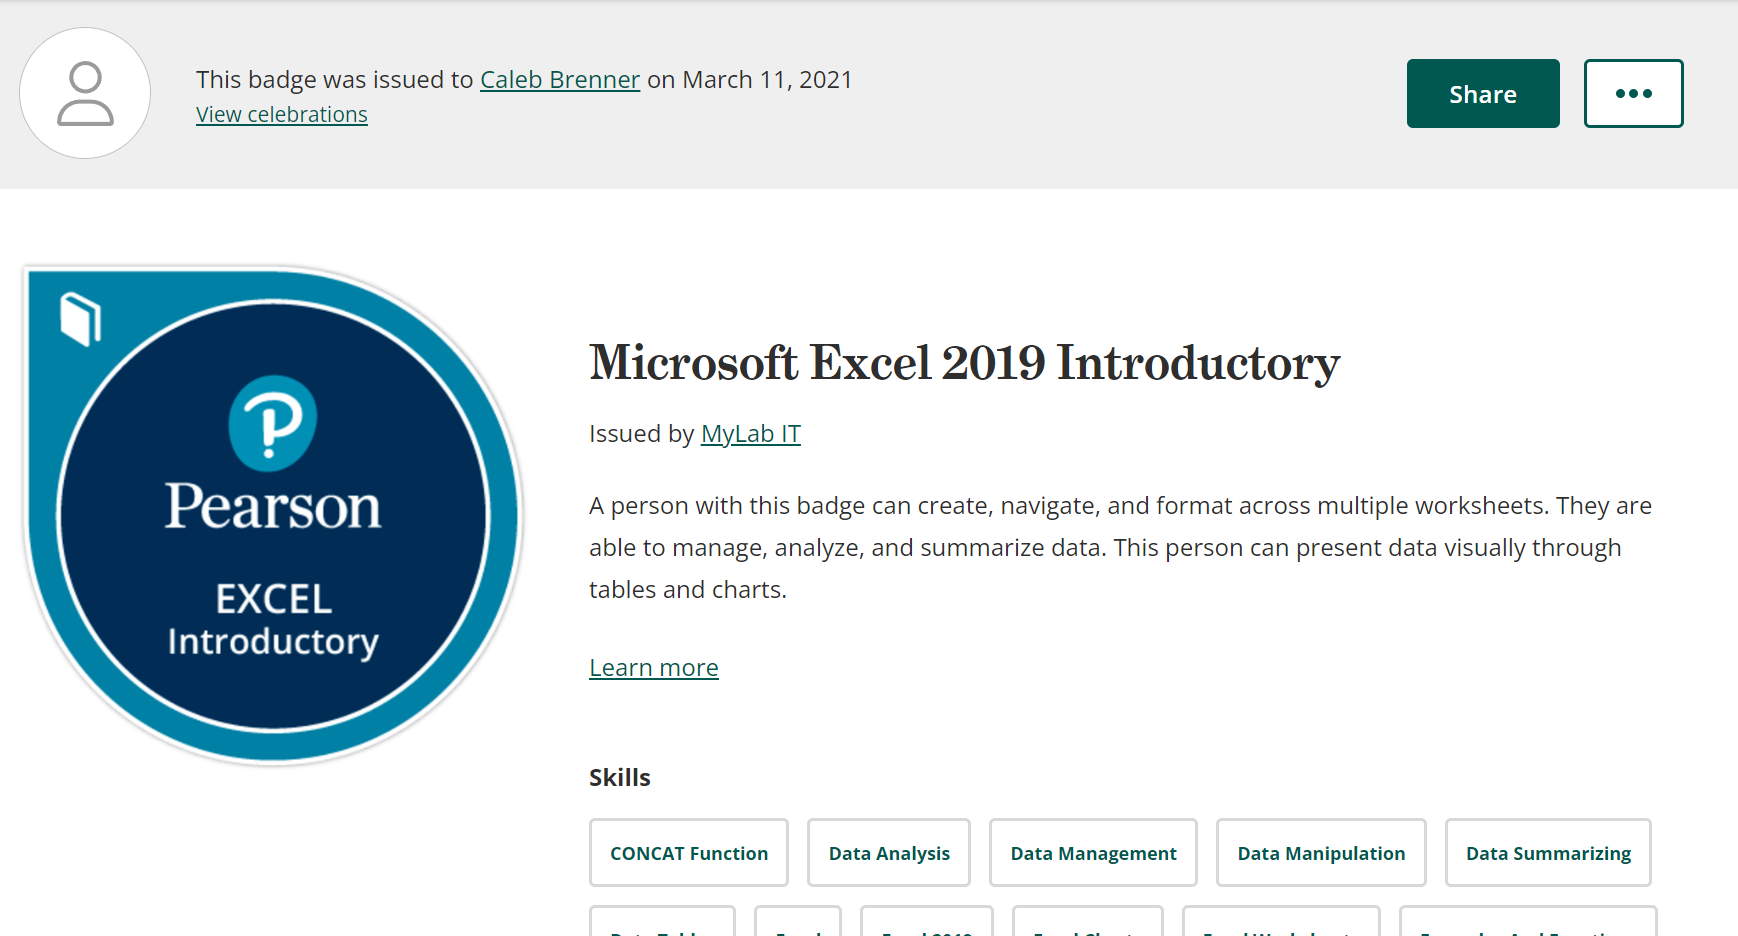 This badge was issued to Caleb Brenner on March 11, 2021
View celebrations
Share
Pearson
EXCEL
Introductory
Microsoft Excel 2019 Introductory
Issued by MyLab IT
A person with this badge can create, navigate, and format across multiple worksheets. They are
able to manage, analyze, and summarize data. This person can present data visually through
tables and charts.
Learn more
Skills
CONCAT Function Data Analysis Data Management Data Manipulation Data Summarizing